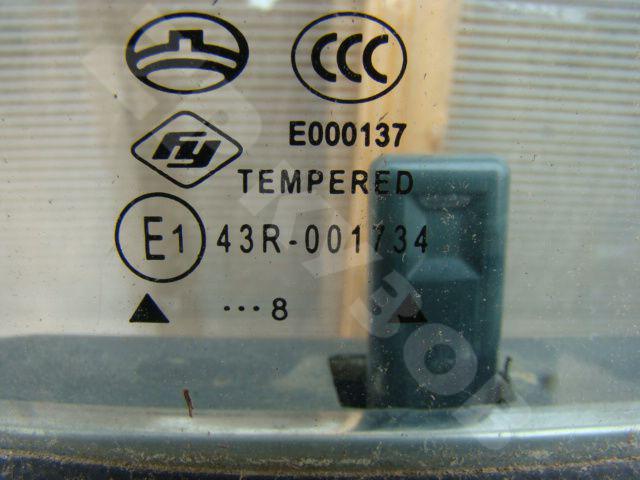 CCC
FY E000137
TEMPERED
E1 43R-001734
▲ ...8 ▲